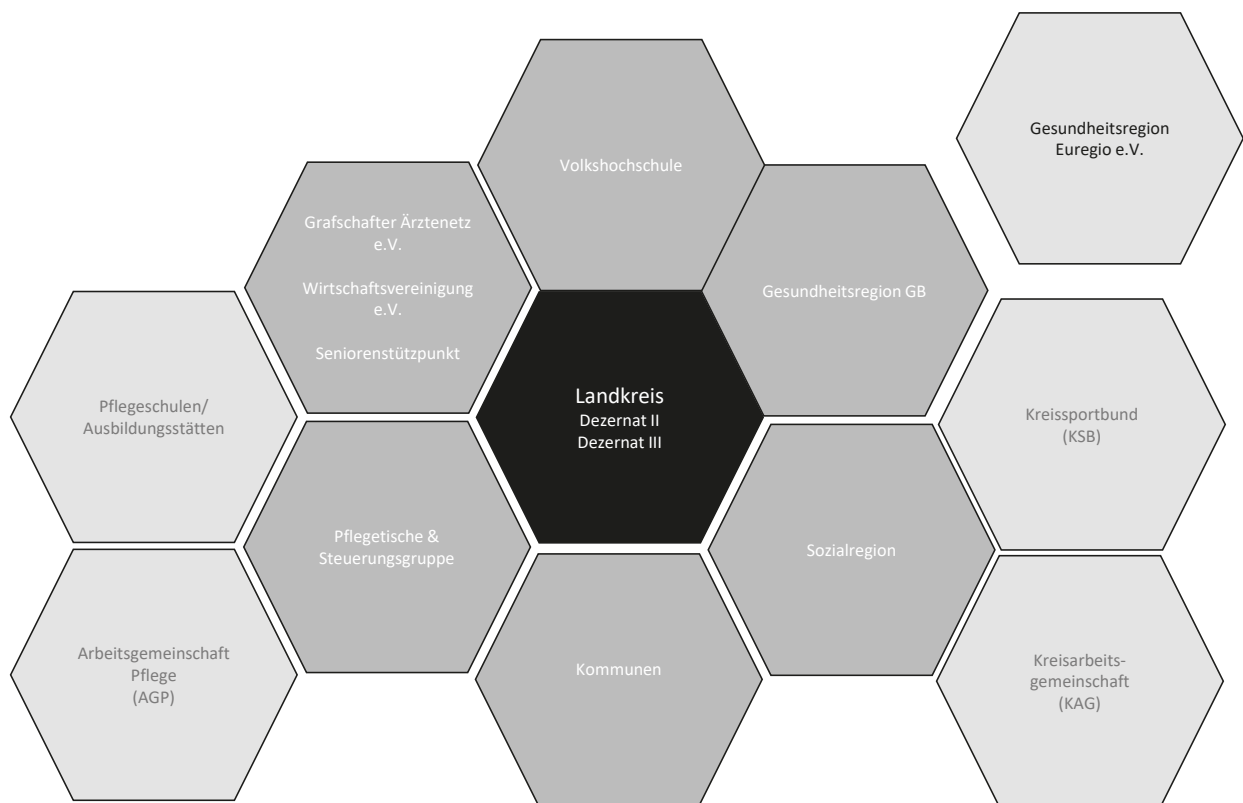 Gesundheitsregion
Euregio e.V.
Volkshochschule
Grafschafter Ärztenetz
e.V.
Wirtschaftsvereinigung
e.V.
Seniorenstützpunkt
Gesundheitsregion GB
Landkreis
Dezernat II
Dezernat III
Pflegeschulen/
Ausbildungsstätten
Kreissportbund
(KSB)
Pflegetische &
Steuerungsgruppe
Sozialregion
Arbeitsgemeinschaft
Pflege
(AGP)
Kommunen
Kreisarbeits-
gemeinschaft
(KAG)